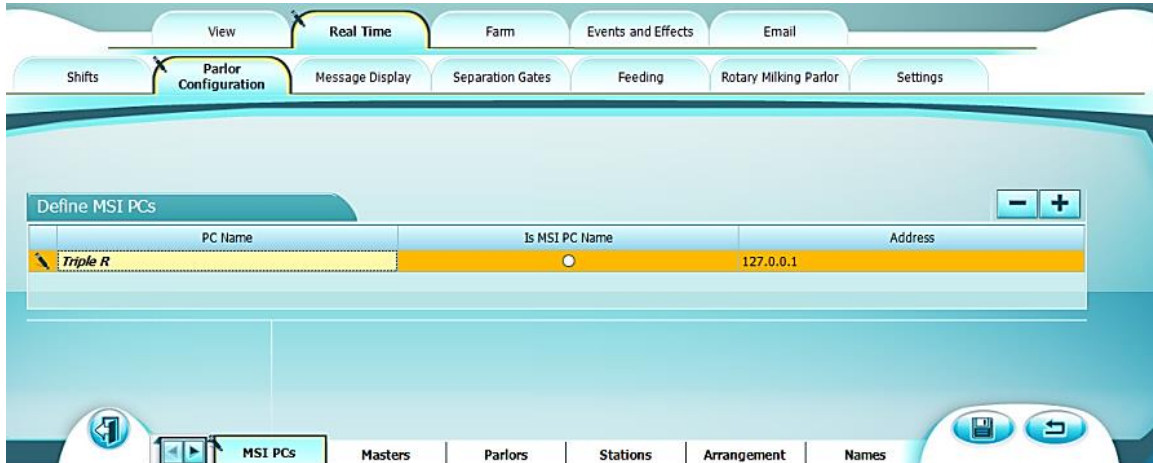 View Real Time Farm Events and Effects Email
Shifts Parlor Configuration Message Display Separation Gates Feeding Rotary Milking Parlor Settings
Define MSI PCs
PC Name Is MSI PC Name Address
Triple R 127.0.0.1
MSI PCs Masters Parlors Stations Arrangement Names